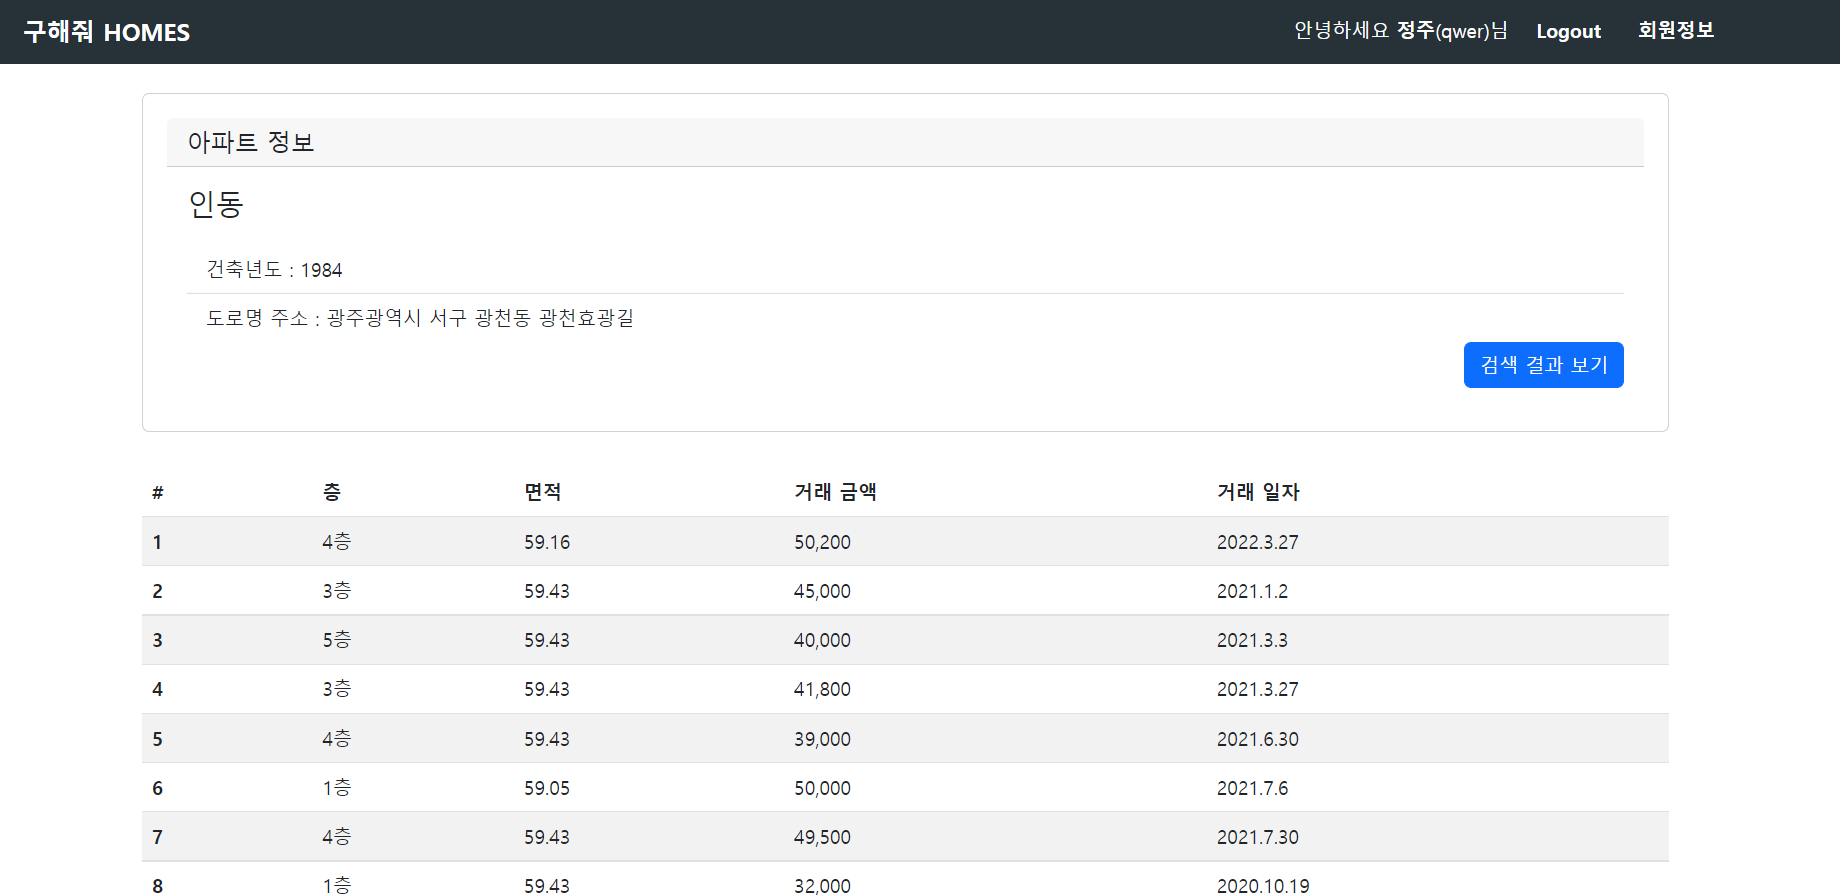 구해줘 HOMES 안녕하세요 정주(qwer)님 Logout 회원정보
아파트 정보
인동
건축년도 : 1984
도로명 주소 : 광주광역시 서구 광천동 광천효광길
검색 결과 보기
# 층 면적 거래 금액 거래 일자
1 4층 59.16 50,200 2022.3.27
2 3층 59.43 45,000 2021.1.2
3 5층 59.43 40,000 2021.3.3
4 3층 59.43 41,800 2021.3.27
5 4층 59.43 39,000 2021.6.30
6 1층 59.05 50,000 2021.7.6
7 4층 59.43 49,500 2021.7.30
8 1층 59.43 32,000 2020.10.19